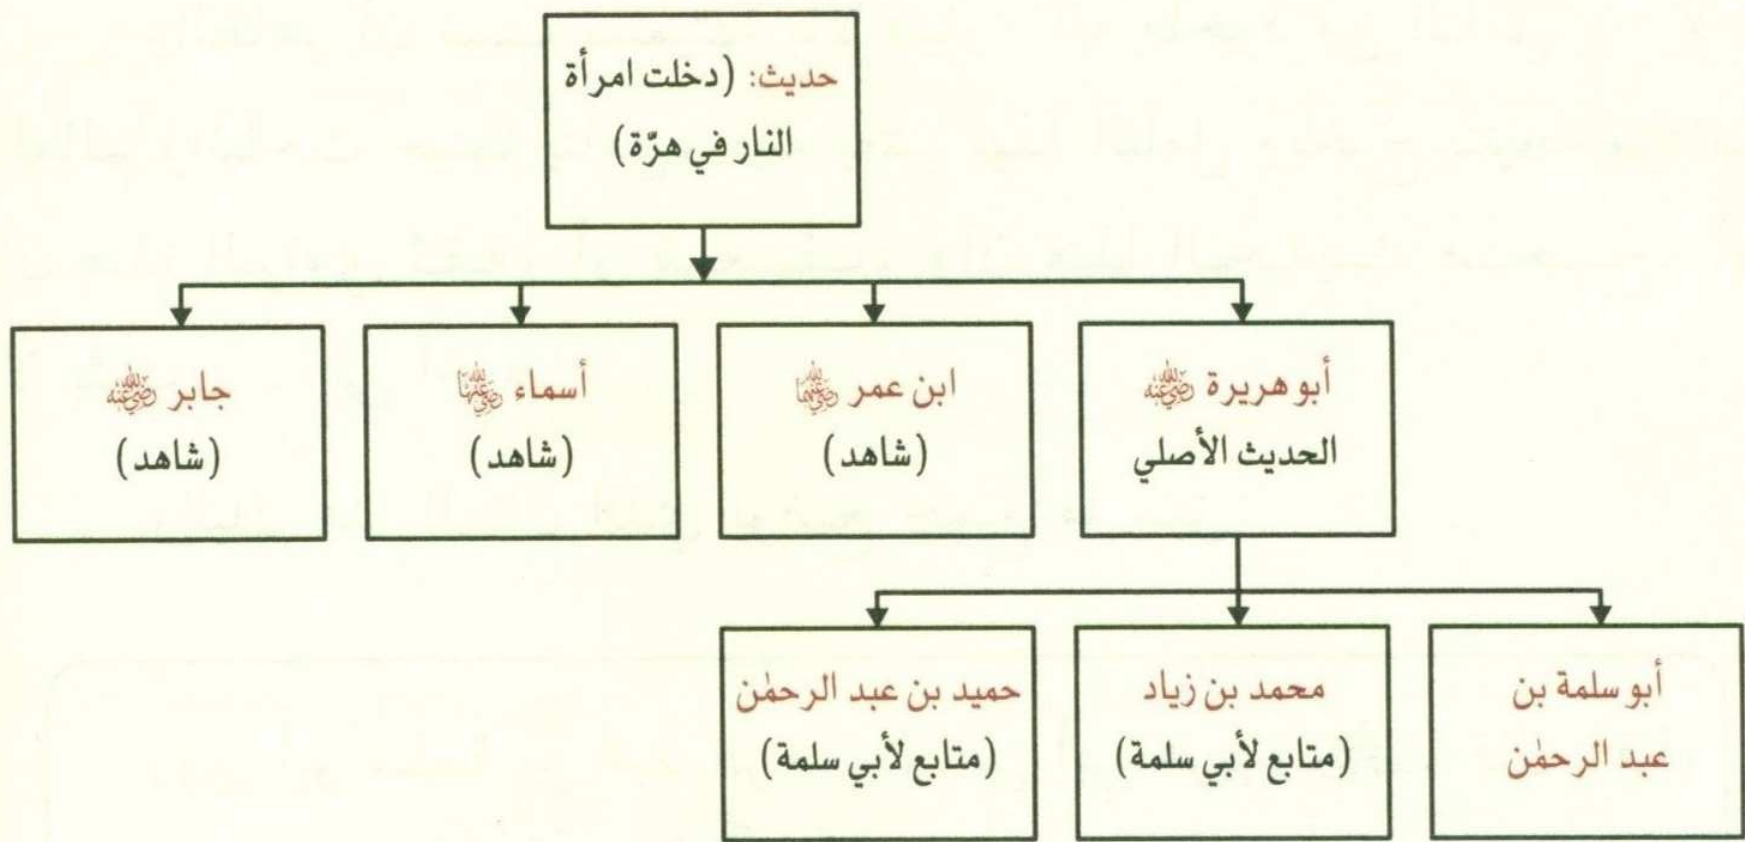 حديث: (دخلت امرأة
النار في هرّة)
أبو هريرة رضي الله عنه
الحديث الأصلي
ابن عمر رضي الله عنهما
(شاهد)
أسماء رضي الله عنها
(شاهد)
جابر رضي الله عنه
(شاهد)
أبو سلمة بن
عبد الرحمٰن
محمد بن زياد
(متابع لأبي سلمة)
حميد بن عبد الرحمٰن
(متابع لأبي سلمة)